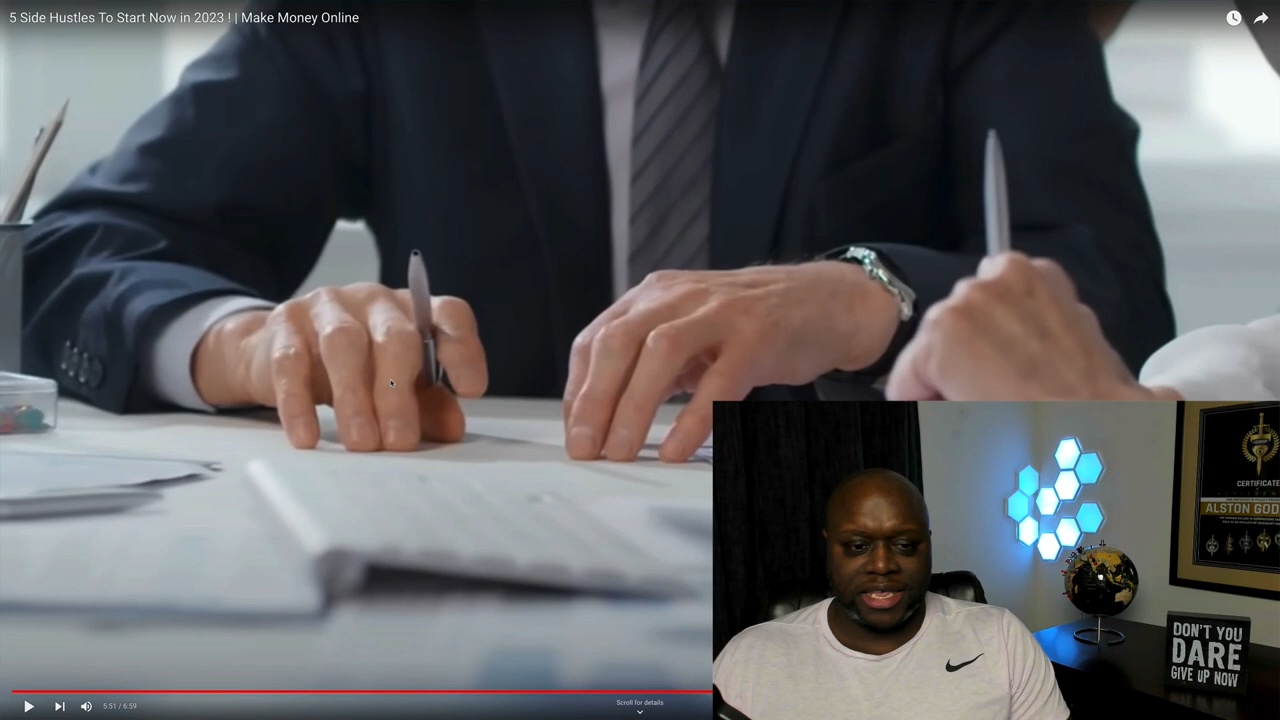 5 Side Hustles To Start Now in 2023 ! | Make Money Online
CERTIFICATE
ALSTON GOD
DON'T YOU
DARE
GIVE UP NOW
5:51 / 6:59
Scroll for details